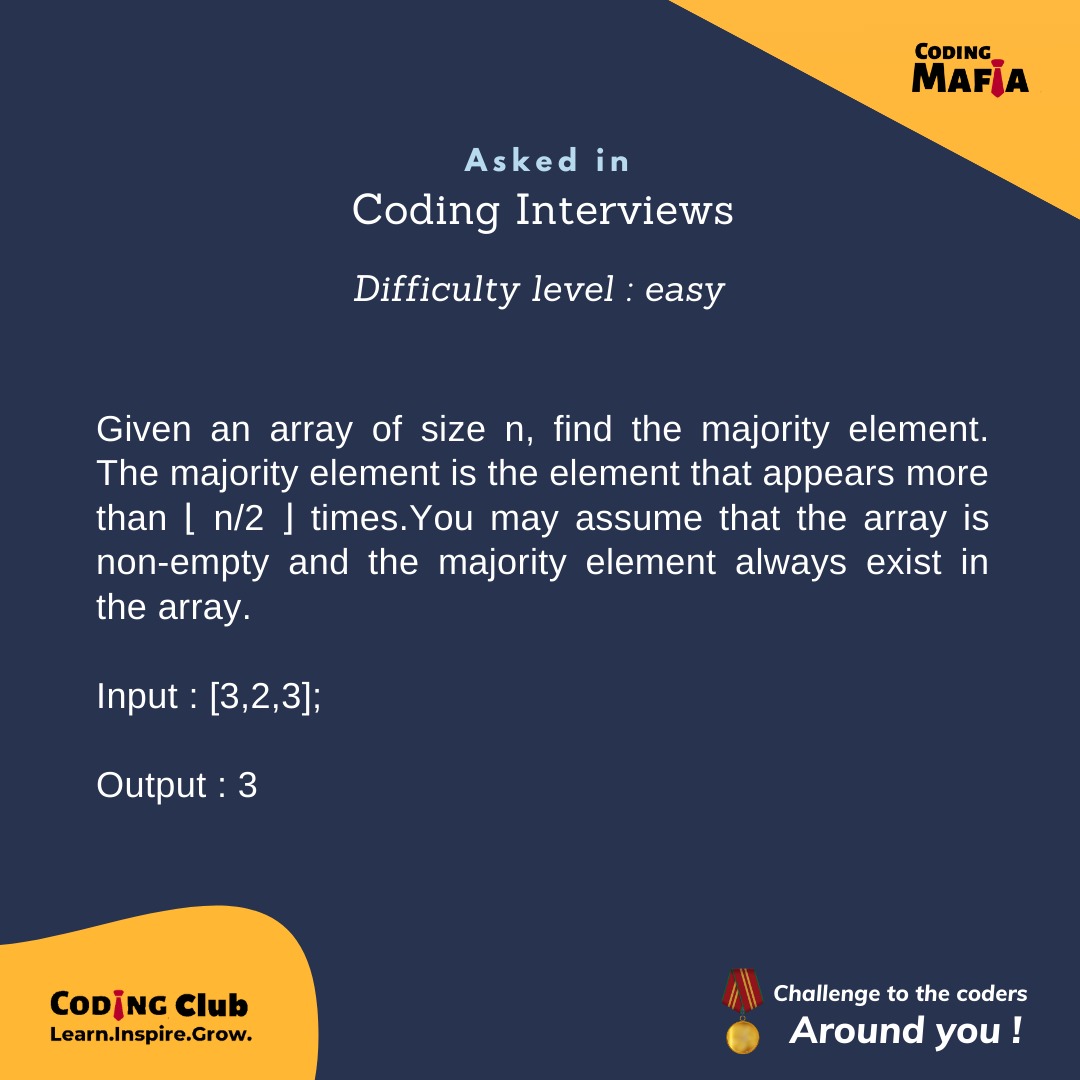 CODING
MAFIA
Asked in
Coding Interviews
Difficulty level : easy
Given an array of size n, find the majority element.
The majority element is the element that appears more
than ⌊ n/2 ⌋ times.You may assume that the array is
non-empty and the majority element always exist in
the array.
Input : [3,2,3];
Output : 3
CODING Club
Learn.Inspire.Grow.
Challenge to the coders
Around you !